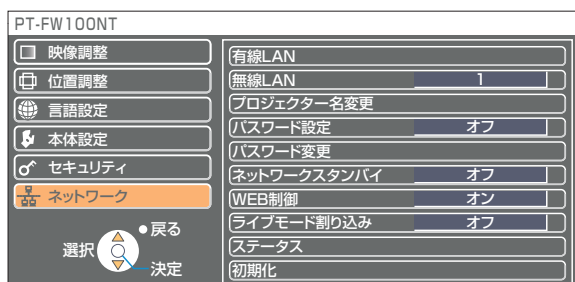 PT-FW100NT
映像調整
位置調整
言語設定
本体設定
セキュリティ
ネットワーク
戻る
選択
決定
有線LAN
無線LAN 1
プロジェクター名変更
パスワード設定 オフ
パスワード変更
ネットワークスタンバイ オフ
WEB制御 オン
ライブモード割り込み オフ
ステータス
初期化